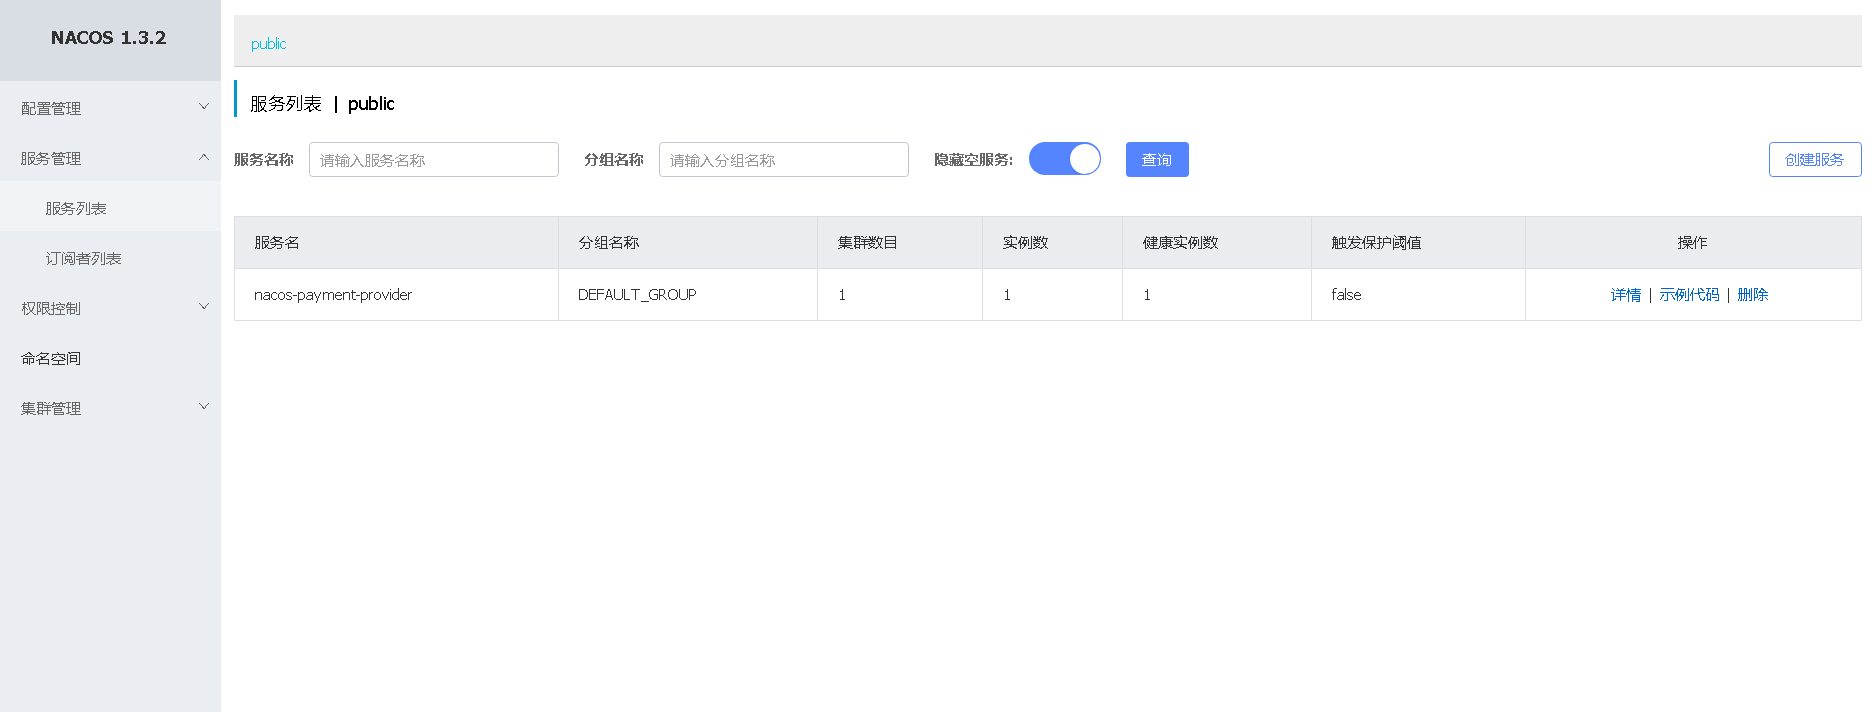 NACOS 1.3.2
配置管理
服务管理
服务列表
订阅者列表
权限控制
命名空间
集群管理
public
服务列表 | public
服务名称 请输入服务名称 分组名称 请输入分组名称 隐藏空服务: 查询 创建服务
服务名 分组名称 集群数目 实例数 健康实例数 触发保护阈值 操作
nacos-payment-provider DEFAULT_GROUP 1 1 1 false 详情 | 示例代码 | 删除